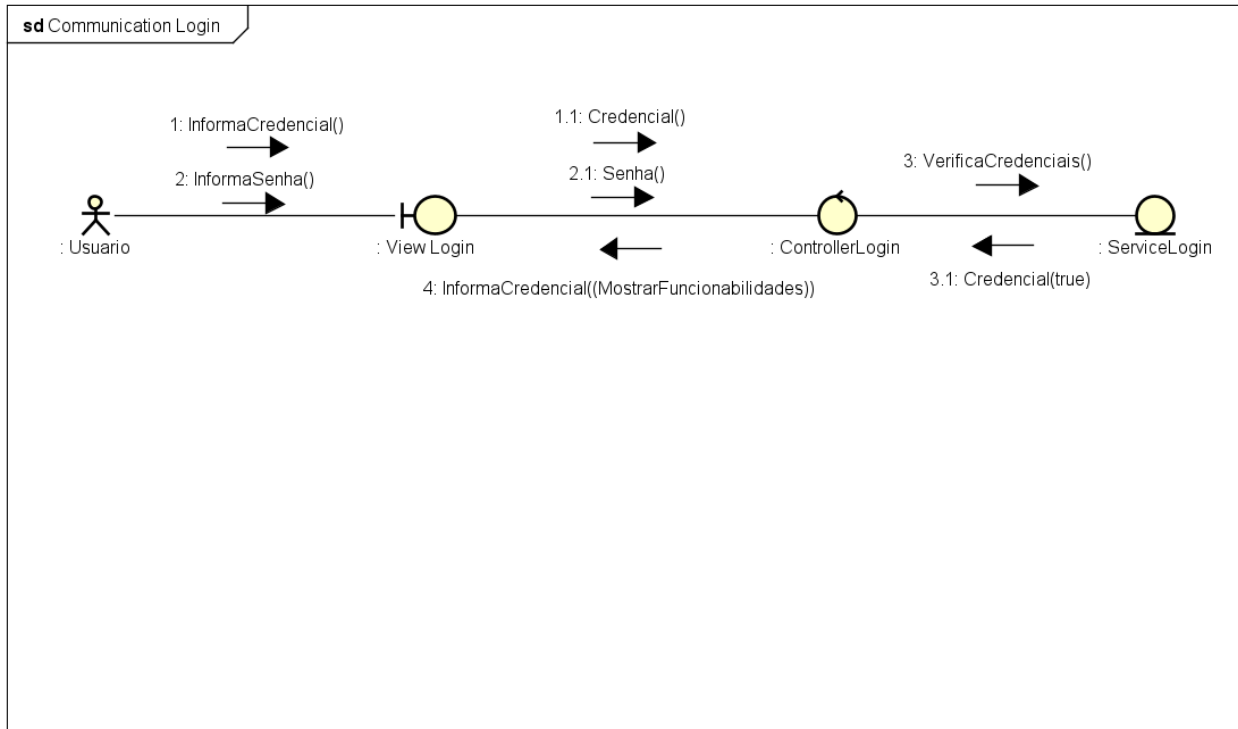 sd Communication Login
1: InformaCredencial()
1.1: Credencial()
2: InformaSenha()
2.1: Senha()
3: VerificaCredenciais()
: Usuario
: View Login
: ControllerLogin
: ServiceLogin
4: InformaCredencial((MostrarFuncionabilidades))
3.1: Credencial(true)